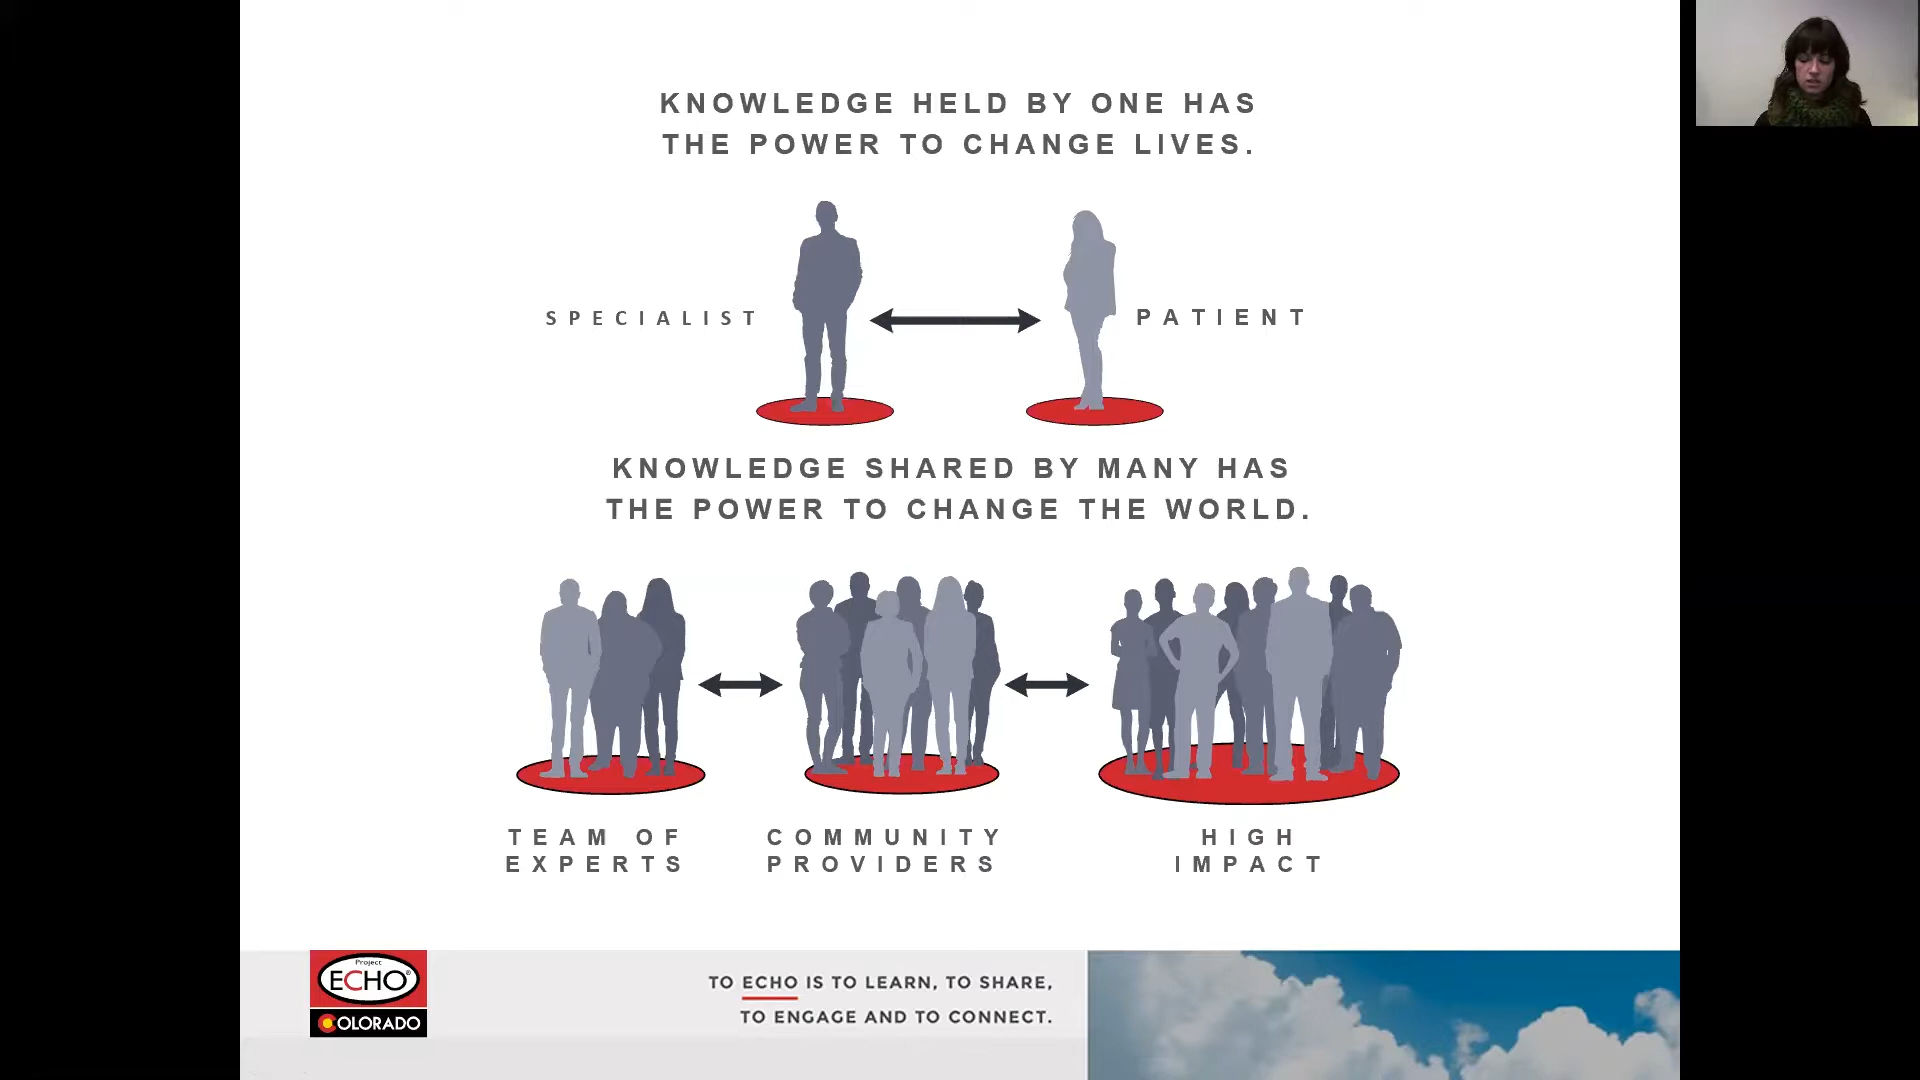 KNOWLEDGE HELD BY ONE HAS
THE POWER TO CHANGE LIVES.
SPECIALIST
PATIENT
KNOWLEDGE SHARED BY MANY HAS
THE POWER TO CHANGE THE WORLD.
TEAM OF
EXPERTS
COMMUNITY
PROVIDERS
HIGH
IMPACT
Project
ECHO®
COLORADO
TO ECHO IS TO LEARN, TO SHARE,
TO ENGAGE AND TO CONNECT.